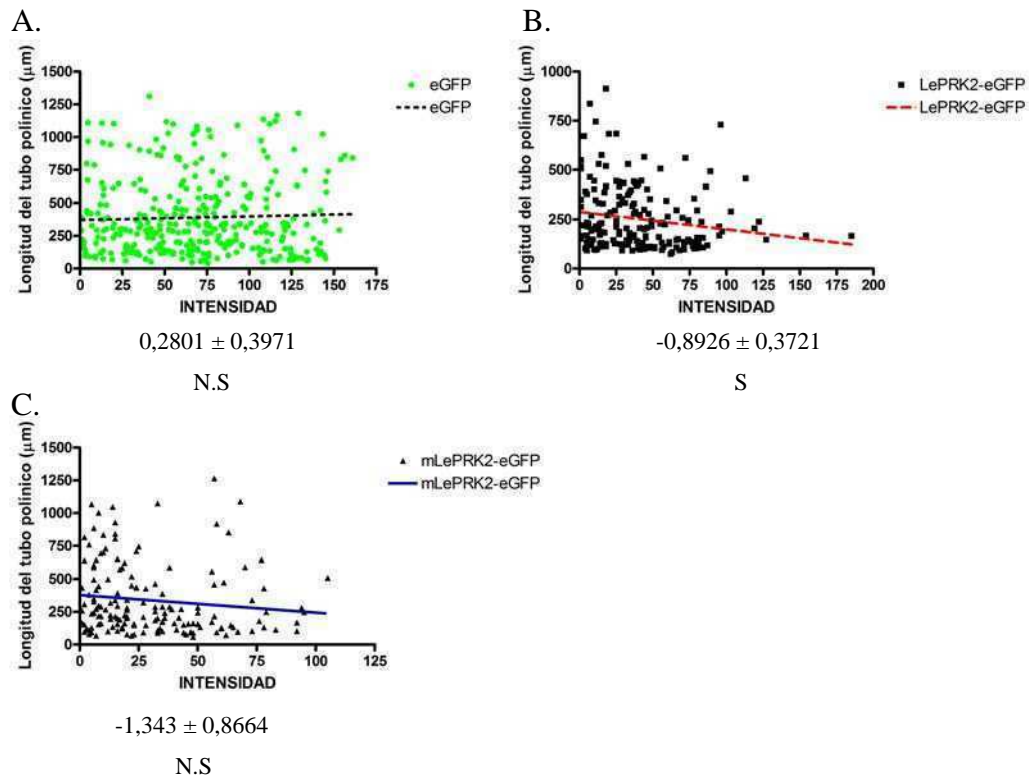 A.
Longitud del tubo polínico (µm)
1500
1250
1000
750
500
250
0
0 25 50 75 100 125 150 175
INTENSIDAD
eGFP
eGFP
0,2801 ± 0,3971
N.S
B.
Longitud del tubo polínico (µm)
1000
750
500
250
0
0 25 50 75 100 125 150 175 200
INTENSIDAD
LePRK2-eGFP
LePRK2-eGFP
-0,8926 ± 0,3721
S
C.
Longitud del tubo polínico (µm)
1500
1250
1000
750
500
250
0
0 25 50 75 100 125
INTENSIDAD
mLePRK2-eGFP
mLePRK2-eGFP
-1,343 ± 0,8664
N.S